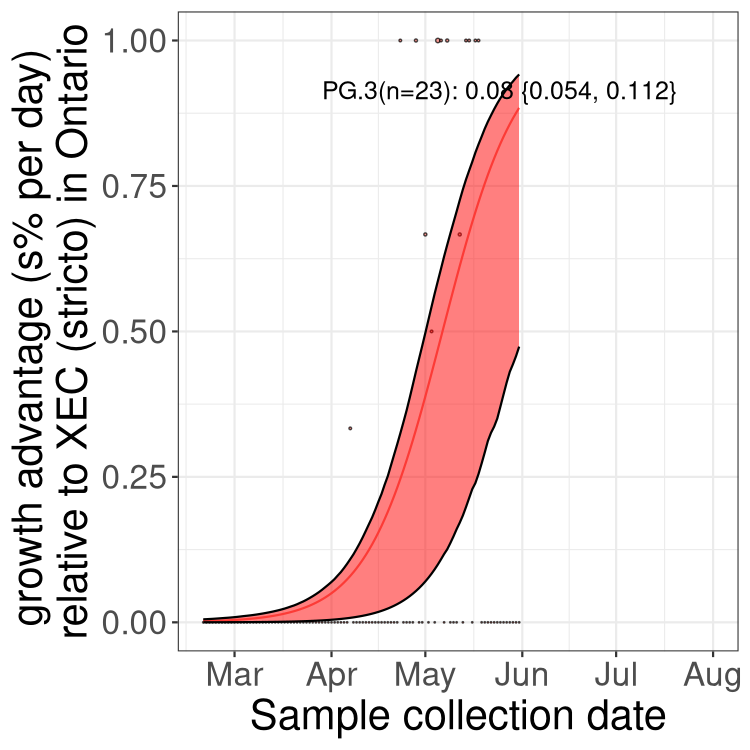 growth advantage (s% per day)
relative to XEC (stricto) in Ontario
1.00
0.75
0.50
0.25
0.00
PG.3(n=23): 0.08 {0.054, 0.112}
Mar Apr May Jun Jul Aug
Sample collection date